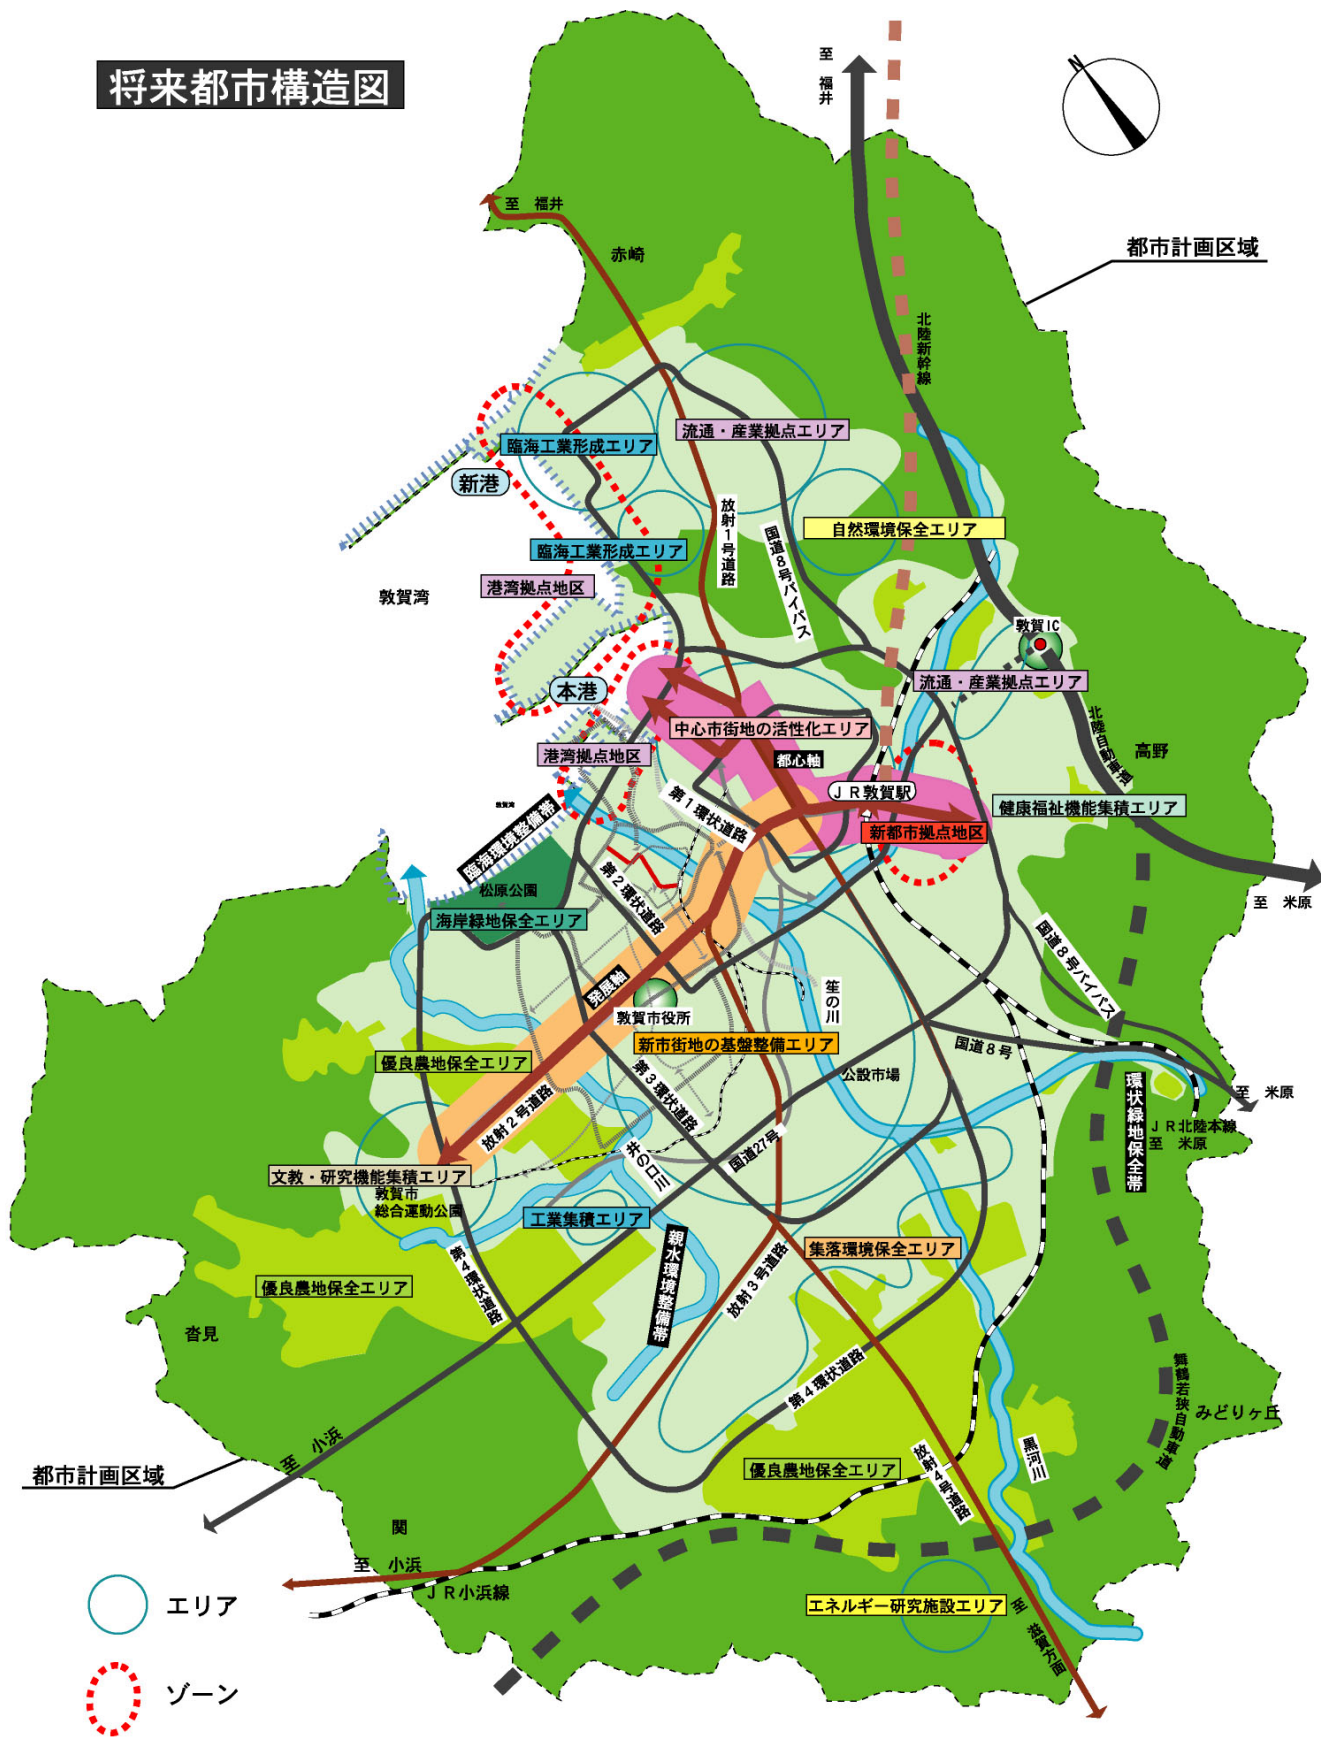 将来都市構造図
至 福井
N
至 福井
赤崎
都市計画区域
北陸新幹線
臨海工業形成エリア
流通・産業拠点エリア
新港
放射1号道路
国道8号バイパス
自然環境保全エリア
臨海工業形成エリア
港湾拠点地区
敦賀湾
敦賀IC
流通・産業拠点エリア
本港
中心市街地の活性化エリア
北陸自動車道
港湾拠点地区
都心軸
高野
JR敦賀駅
第1環状道路
健康福祉機能集積エリア
敦賀湾
臨海環境整備帯
新都市拠点地区
第2環状道路
松原公園
海岸緑地保全エリア
至 米原
国道8号バイパス
発展軸
笙の川
敦賀市役所
新市街地の基盤整備エリア
国道8号
優良農地保全エリア
第3環状道路
公設市場
環状緑地保全帯
至 米原
放射2号道路
JR北陸本線
至 米原
国道27号
井の口川
文教・研究機能集積エリア
敦賀市
総合運動公園
工業集積エリア
親水環境整備帯
集落環境保全エリア
第4環状道路
放射3号道路
優良農地保全エリア
沓見
第4環状道路
舞鶴若狭自動車道
みどりヶ丘
至 小浜
黒河川
放射4号道路
優良農地保全エリア
都市計画区域
関
至 小浜
JR小浜線
エリア
エネルギー研究施設エリア
至 滋賀方面
ゾーン